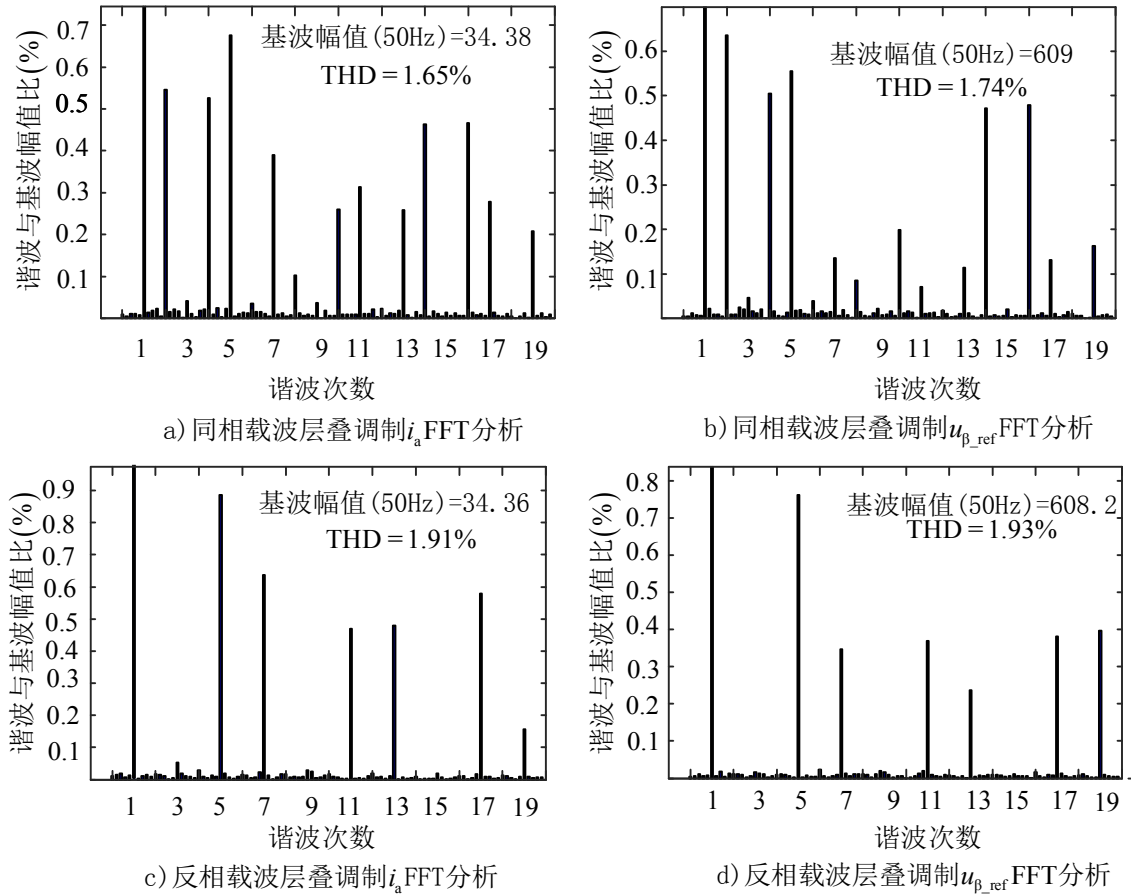 谐波与基波幅值比(%)
0.7
0.6
0.5
0.4
0.3
0.2
0.1
基波幅值(50Hz)=34.38
THD=1.65%
1 3 5 7 9 11 13 15 17 19
谐波次数
a)同相载波层叠调制iaFFT分析
谐波与基波幅值比(%)
0.6
0.5
0.4
0.3
0.2
0.1
基波幅值(50Hz)=609
THD=1.74%
1 3 5 7 9 11 13 15 17 19
谐波次数
b)同相载波层叠调制uβ_refFFT分析
谐波与基波幅值比(%)
0.9
0.8
0.7
0.6
0.5
0.4
0.3
0.2
0.1
基波幅值(50Hz)=34.36
THD=1.91%
1 3 5 7 9 11 13 15 17 19
谐波次数
c)反相载波层叠调制iaFFT分析
谐波与基波幅值比(%)
0.8
0.7
0.6
0.5
0.4
0.3
0.2
0.1
基波幅值(50Hz)=608.2
THD=1.93%
1 3 5 7 9 11 13 15 17 19
谐波次数
d)反相载波层叠调制uβ_refFFT分析